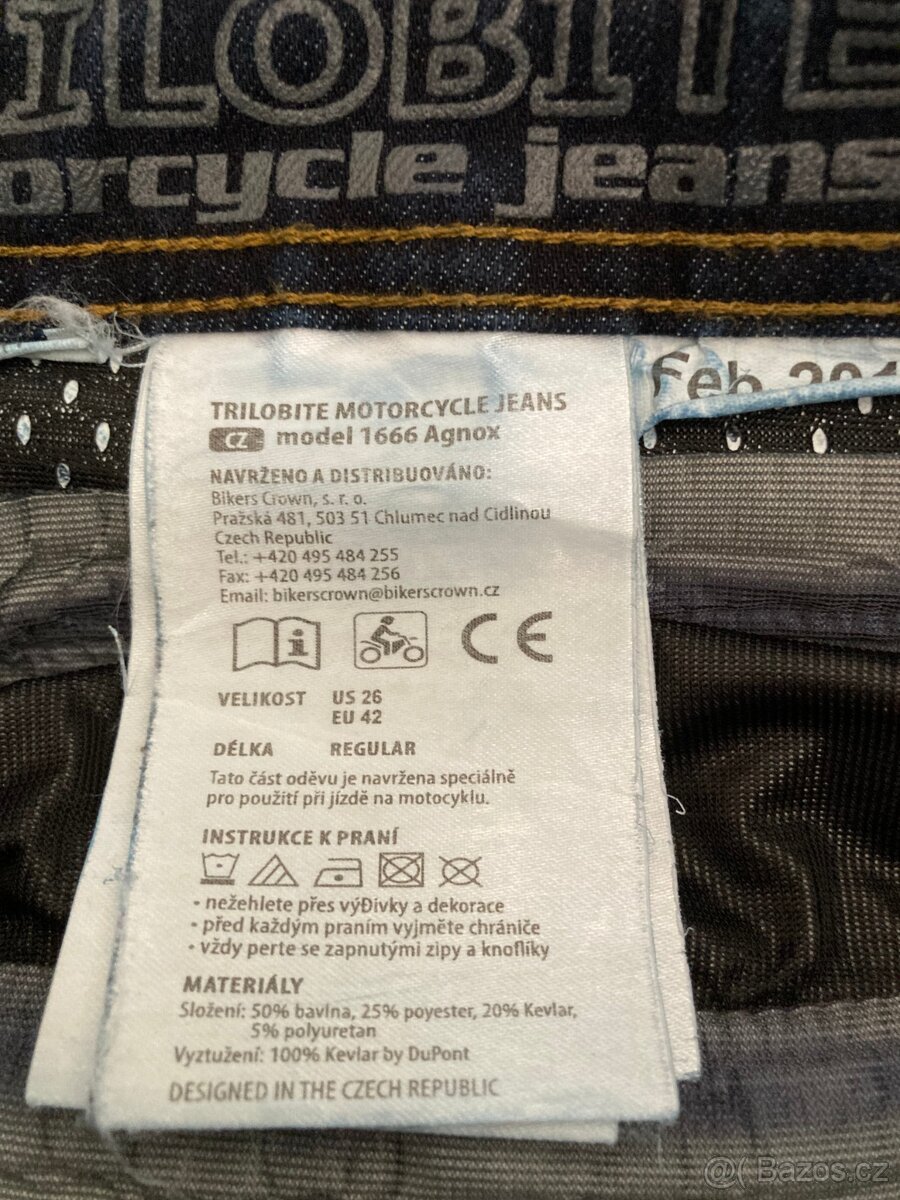 ILOBITE
orcycle jeans
Feb 201
TRILOBITE MOTORCYCLE JEANS
CZ model 1666 Agnox
NAVRŽENO A DISTRIBUOVÁNO:
Bikers Crown, s. r. o.
Pražská 481, 503 51 Chlumec nad Cidlinou
Czech Republic
Tel.: +420 495 484 255
Fax: +420 495 484 256
Email: bikerscrown@bikerscrown.cz
CE
VELIKOST US 26
EU 42
DÉLKA REGULAR
Tato část oděvu je navržena speciálně
pro použití při jízdě na motocyklu.
INSTRUKCE K PRANÍ
• nežehlete přes výĐivky a dekorace
• před každým praním vyjměte chrániče
• vždy perte se zapnutými zipy a knoflíky
MATERIÁLY
Složení: 50% bavlna, 25% poyester, 20% Kevlar,
5% polyuretan
Vyztužení: 100% Kevlar by DuPont
DESIGNED IN THE CZECH REPUBLIC
@( Bazos.cz